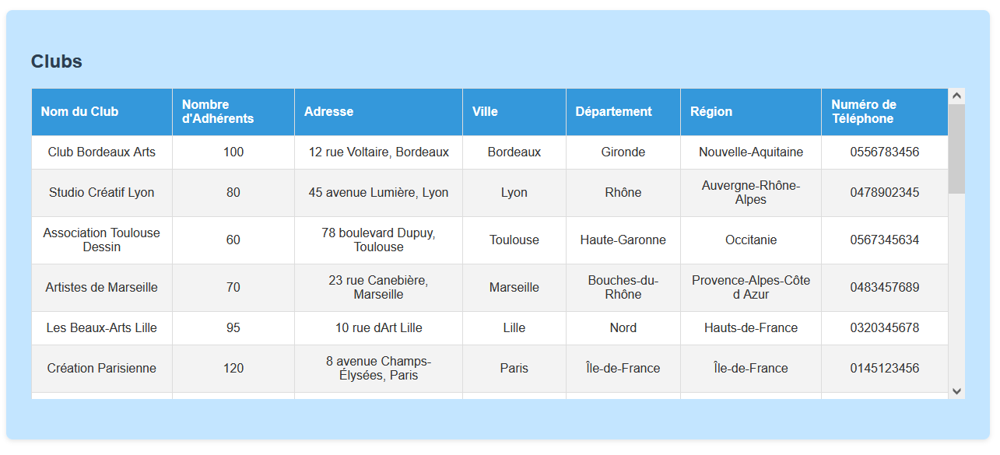 Clubs
Nom du Club
Nombre
d'Adhérents
Adresse
Ville
Département
Région
Numéro de
Téléphone
Club Bordeaux Arts
100
12 rue Voltaire, Bordeaux
Bordeaux
Gironde
Nouvelle-Aquitaine
0556783456
Studio Créatif Lyon
80
45 avenue Lumière, Lyon
Lyon
Rhône
Auvergne-Rhône-
Alpes
0478902345
Association Toulouse
Dessin
60
78 boulevard Dupuy,
Toulouse
Toulouse
Haute-Garonne
Occitanie
0567345634
Artistes de Marseille
70
23 rue Canebière,
Marseille
Marseille
Bouches-du-
Rhône
Provence-Alpes-Côte
d Azur
0483457689
Les Beaux-Arts Lille
95
10 rue dArt Lille
Lille
Nord
Hauts-de-France
0320345678
Création Parisienne
120
8 avenue Champs-
Élysées, Paris
Paris
Île-de-France
Île-de-France
0145123456